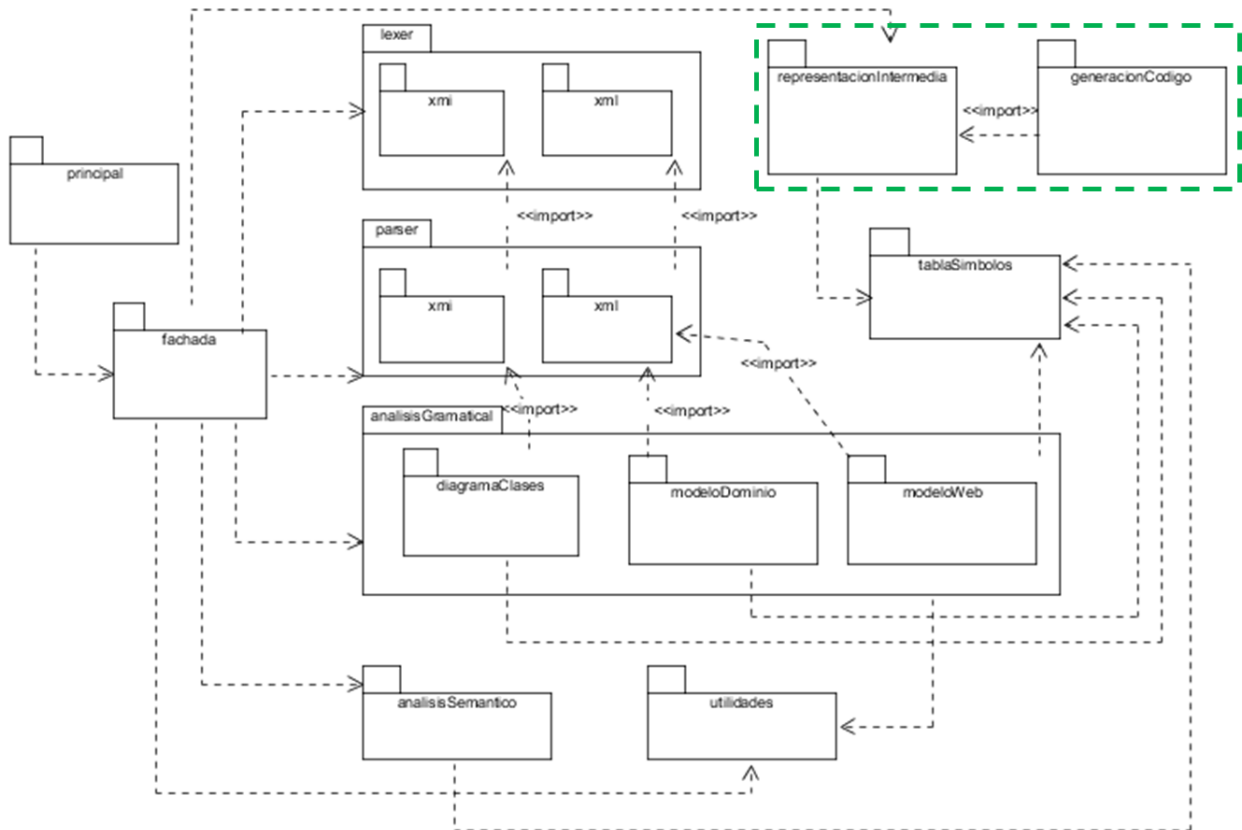 lexer
xmi
xml
representacionIntermedia
generacionCodigo
<<import>>
principal
<<import>>
<<import>>
parser
tablaSimbolos
xmi
xml
fachada
<<import>>
<<import>>
<<import>>
analisisGramatical
diagramaClases
modeloDominio
modeloWeb
analisisSemantico
utilidades